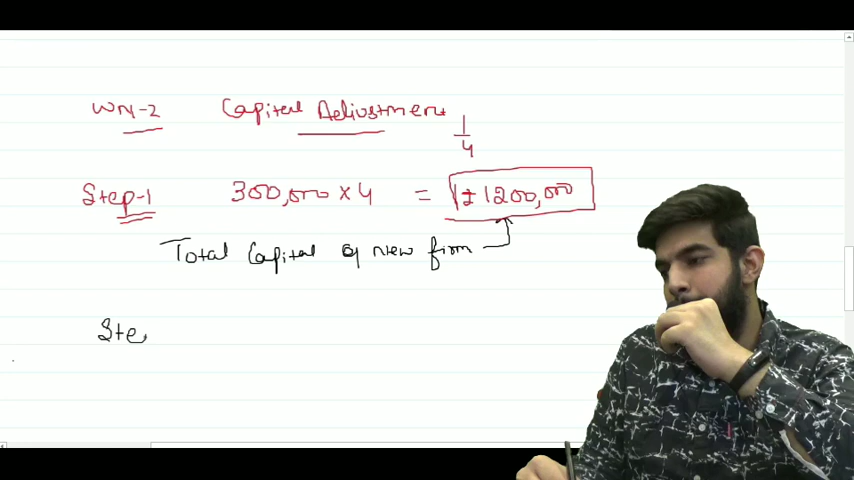 WN-2 Capital Adjustment
1/4
Step-1 300,000 × 4 = 1200,000
Total Capital of new firm
Ste